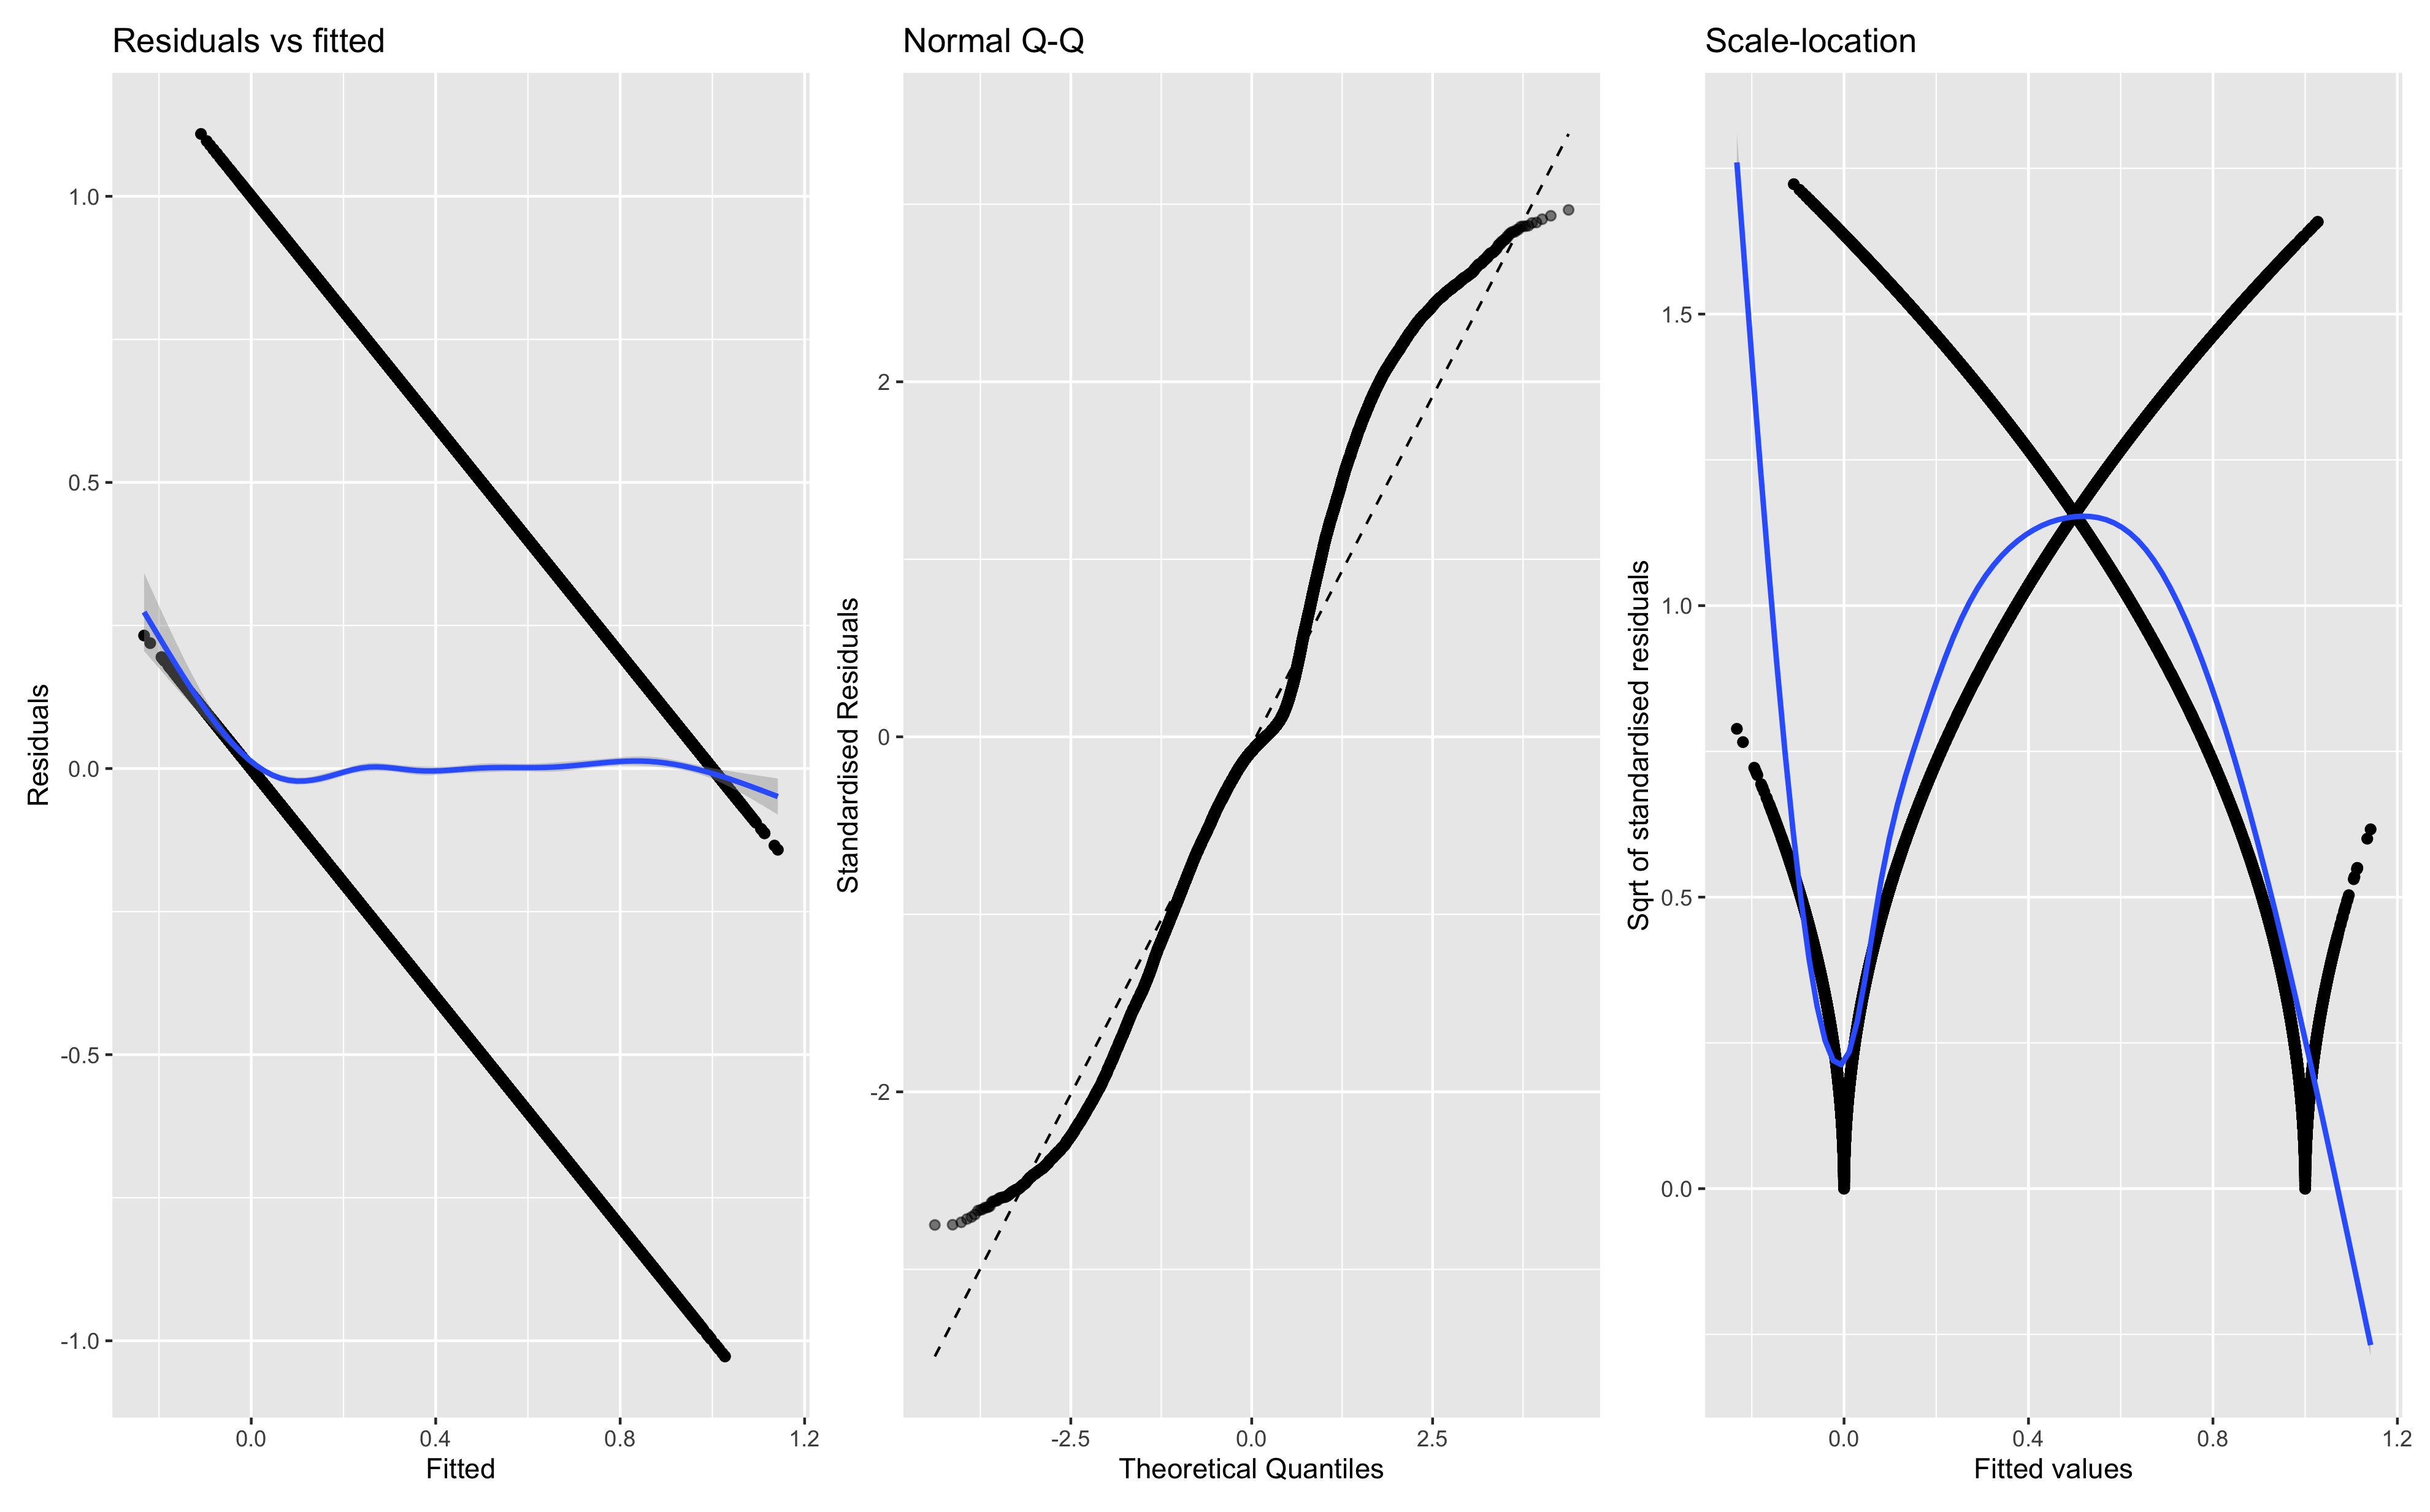 Residuals vs fitted
Residuals
1.0
0.5
0.0
-0.5
-1.0
0.0 0.4 0.8 1.2
Fitted
Normal Q-Q
Standardised Residuals
2
0
-2
-2.5 0.0 2.5
Theoretical Quantiles
Scale-location
Sqrt of standardised residuals
1.5
1.0
0.5
0.0
0.0 0.4 0.8 1.2
Fitted values